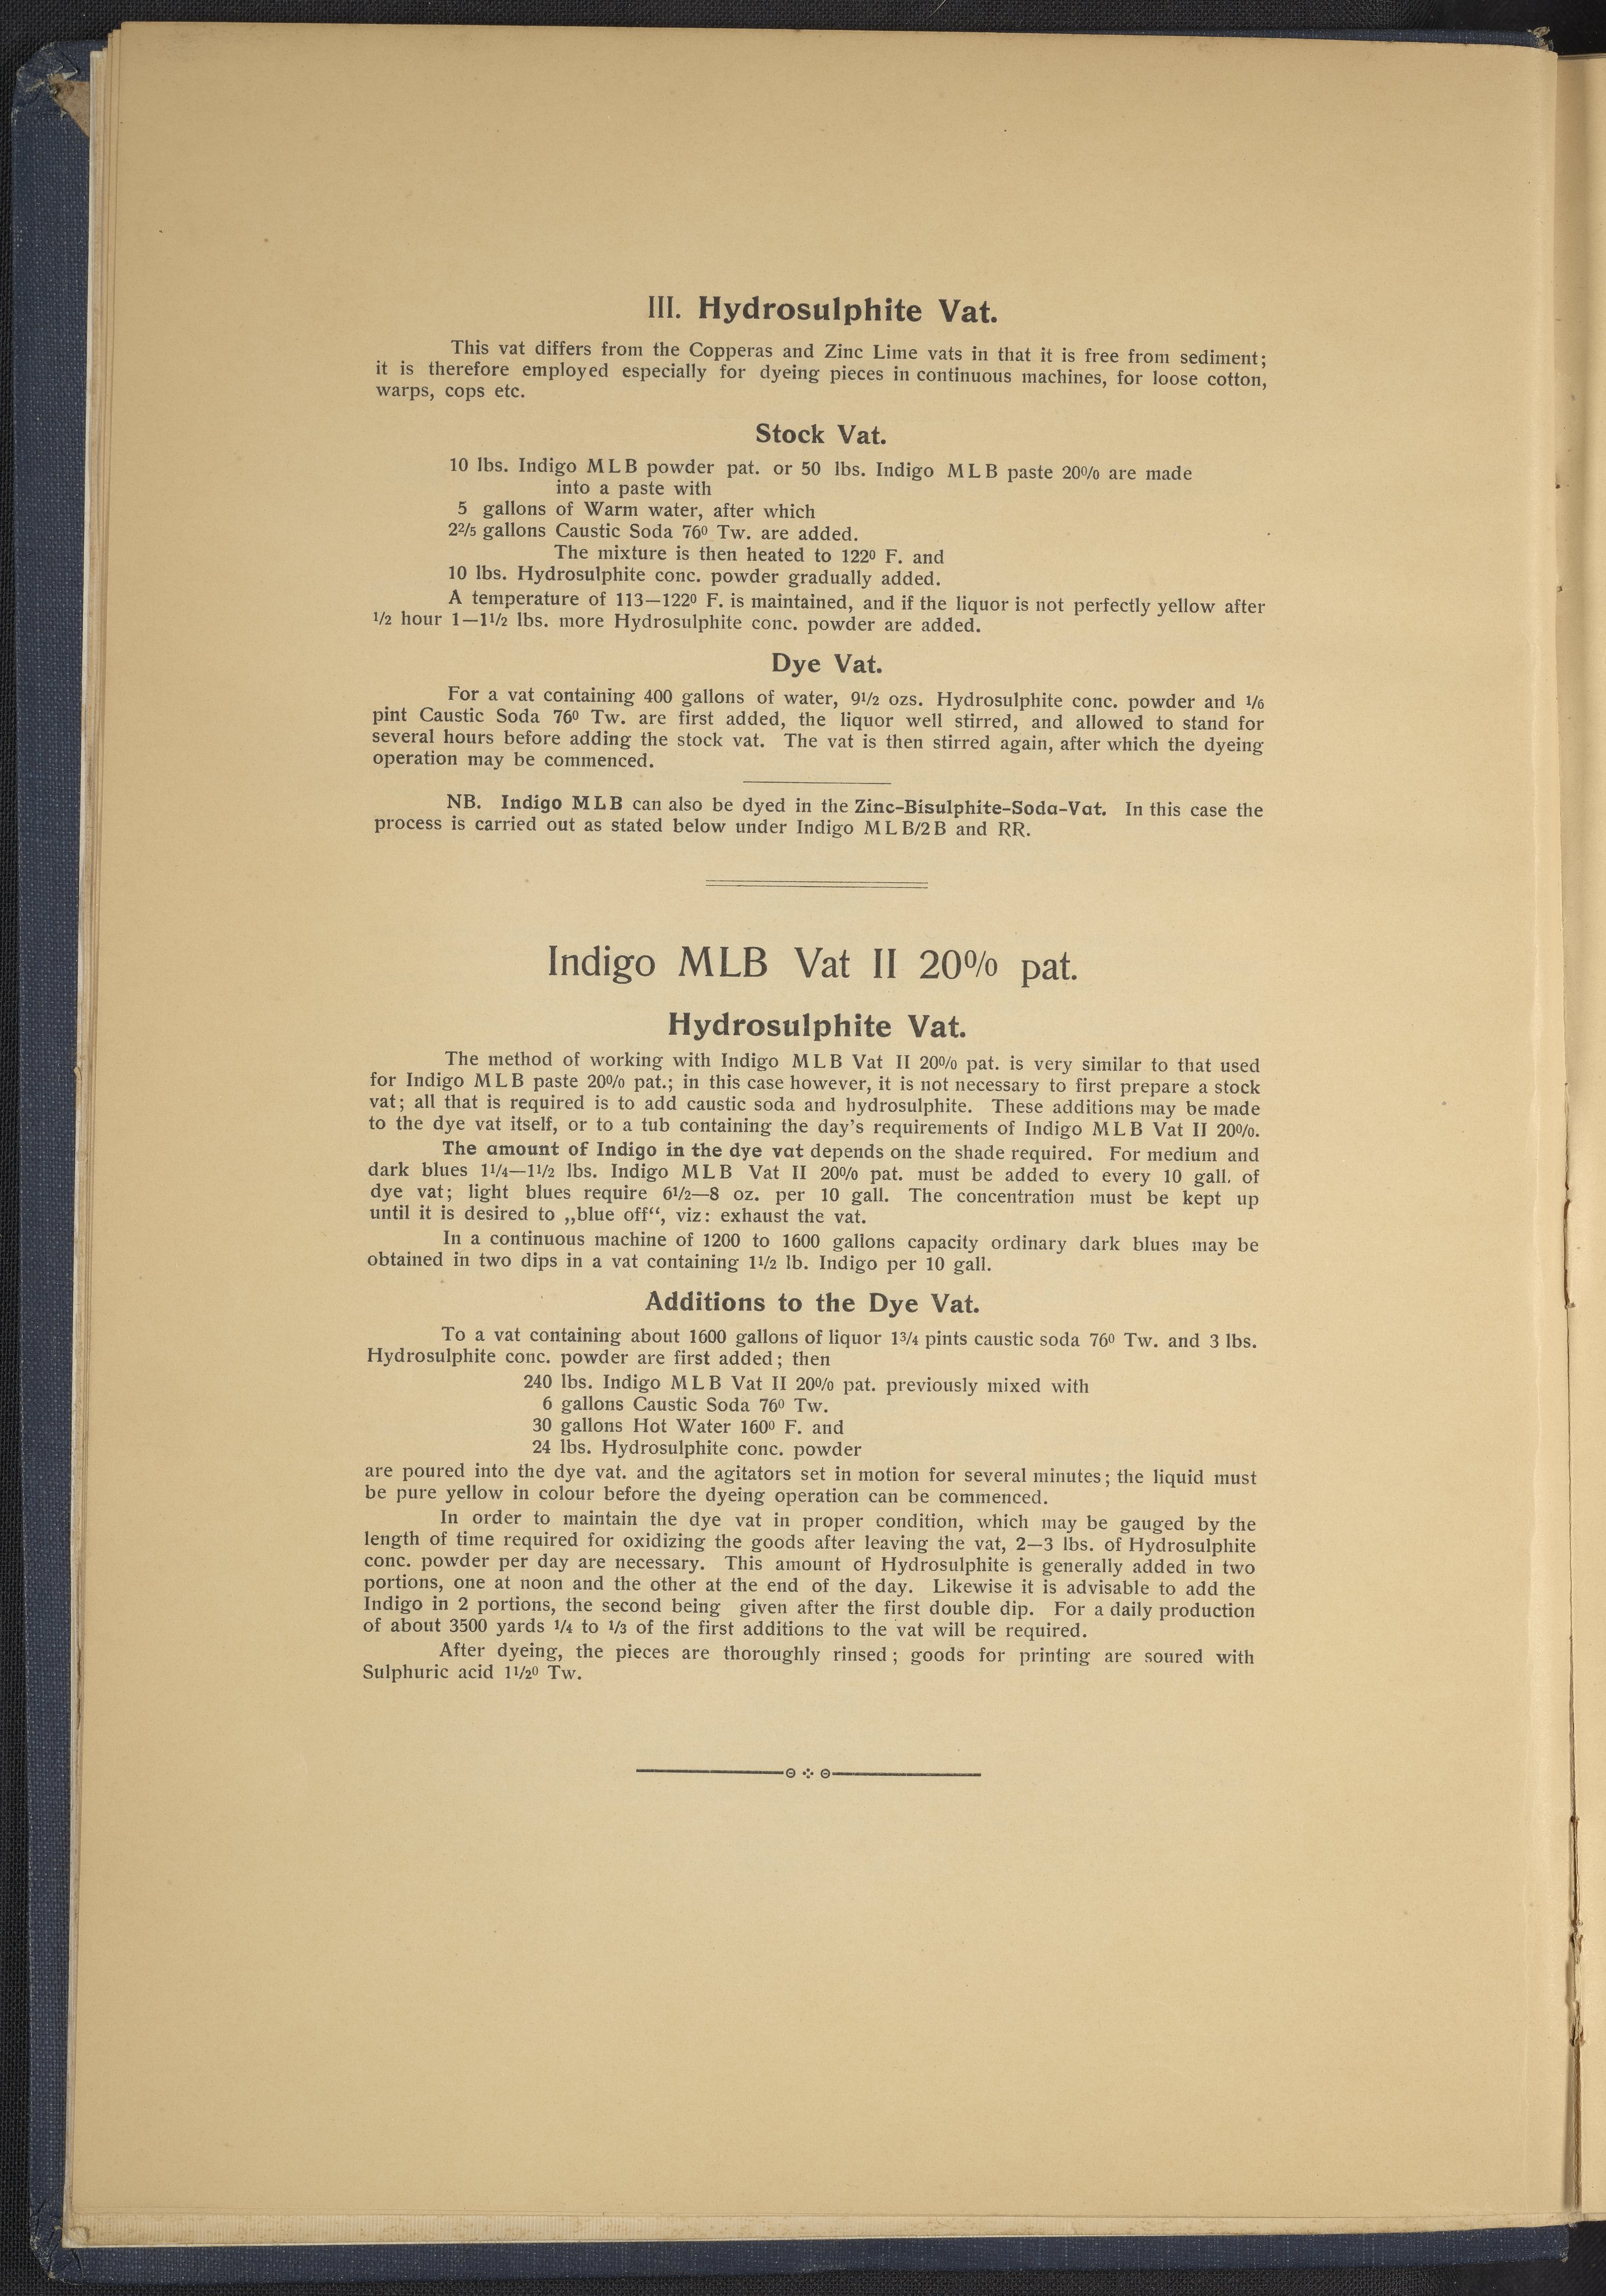 III. Hydrosulphite Vat.
This vat differs from the Copperas and Zinc Lime vats in that it is free from sediment;
it is therefore employed especially for dyeing pieces in continuous machines, for loose cotton,
warps, cops etc.
Stock Vat.
10 lbs. Indigo MLB powder pat. or 50 lbs. Indigo MLB paste 20% are made
into a paste with
5 gallons of Warm water, after which
2 2/5 gallons Caustic Soda 76° Tw. are added.
The mixture is then heated to 122° F. and
10 lbs. Hydrosulphite conc. powder gradually added.
A temperature of 113—122° F. is maintained, and if the liquor is not perfectly yellow after
1/2 hour 1—1 1/2 lbs. more Hydrosulphite conc. powder are added.
Dye Vat.
For a vat containing 400 gallons of water, 9 1/2 ozs. Hydrosulphite conc. powder and 1/6
pint Caustic Soda 76° Tw. are first added, the liquor well stirred, and allowed to stand for
several hours before adding the stock vat. The vat is then stirred again, after which the dyeing
operation may be commenced.
NB. Indigo MLB can also be dyed in the Zinc-Bisulphite-Soda-Vat. In this case the
process is carried out as stated below under Indigo MLB/2B and RR.
Indigo MLB Vat II 20% pat.
Hydrosulphite Vat.
The method of working with Indigo MLB Vat II 20% pat. is very similar to that used
for Indigo MLB paste 20% pat.; in this case however, it is not necessary to first prepare a stock
vat; all that is required is to add caustic soda and hydrosulphite. These additions may be made
to the dye vat itself, or to a tub containing the day's requirements of Indigo MLB Vat II 20%.
The amount of Indigo in the dye vat depends on the shade required. For medium and
dark blues 1 1/4—1 1/2 lbs. Indigo MLB Vat II 20% pat. must be added to every 10 gall. of
dye vat; light blues require 6 1/2—8 oz. per 10 gall. The concentration must be kept up
until it is desired to „blue off“, viz: exhaust the vat.
In a continuous machine of 1200 to 1600 gallons capacity ordinary dark blues may be
obtained in two dips in a vat containing 1 1/2 lb. Indigo per 10 gall.
Additions to the Dye Vat.
To a vat containing about 1600 gallons of liquor 1 3/4 pints caustic soda 76° Tw. and 3 lbs.
Hydrosulphite conc. powder are first added; then
240 lbs. Indigo MLB Vat II 20% pat. previously mixed with
6 gallons Caustic Soda 76° Tw.
30 gallons Hot Water 160° F. and
24 lbs. Hydrosulphite conc. powder
are poured into the dye vat. and the agitators set in motion for several minutes; the liquid must
be pure yellow in colour before the dyeing operation can be commenced.
In order to maintain the dye vat in proper condition, which may be gauged by the
length of time required for oxidizing the goods after leaving the vat, 2—3 lbs. of Hydrosulphite
conc. powder per day are necessary. This amount of Hydrosulphite is generally added in two
portions, one at noon and the other at the end of the day. Likewise it is advisable to add the
Indigo in 2 portions, the second being given after the first double dip. For a daily production
of about 3500 yards 1/4 to 1/3 of the first additions to the vat will be required.
After dyeing, the pieces are thoroughly rinsed; goods for printing are soured with
Sulphuric acid 1 1/2° Tw.